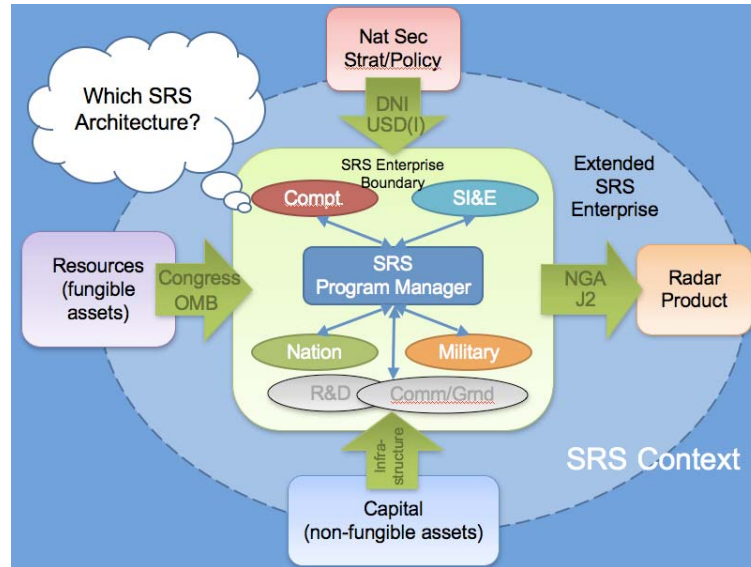 Nat Sec
Strat/Policy
Which SRS
Architecture?
DNI
USD(I)
SRS Enterprise
Boundary
Extended
SRS
Enterprise
Compt.
SI&E
Resources
(fungible
assets)
Congress
OMB
SRS
Program Manager
NGA
J2
Radar
Product
Nation
Military
R&D
Comm/Grnd
Infra-
structure
SRS Context
Capital
(non-fungible assets)